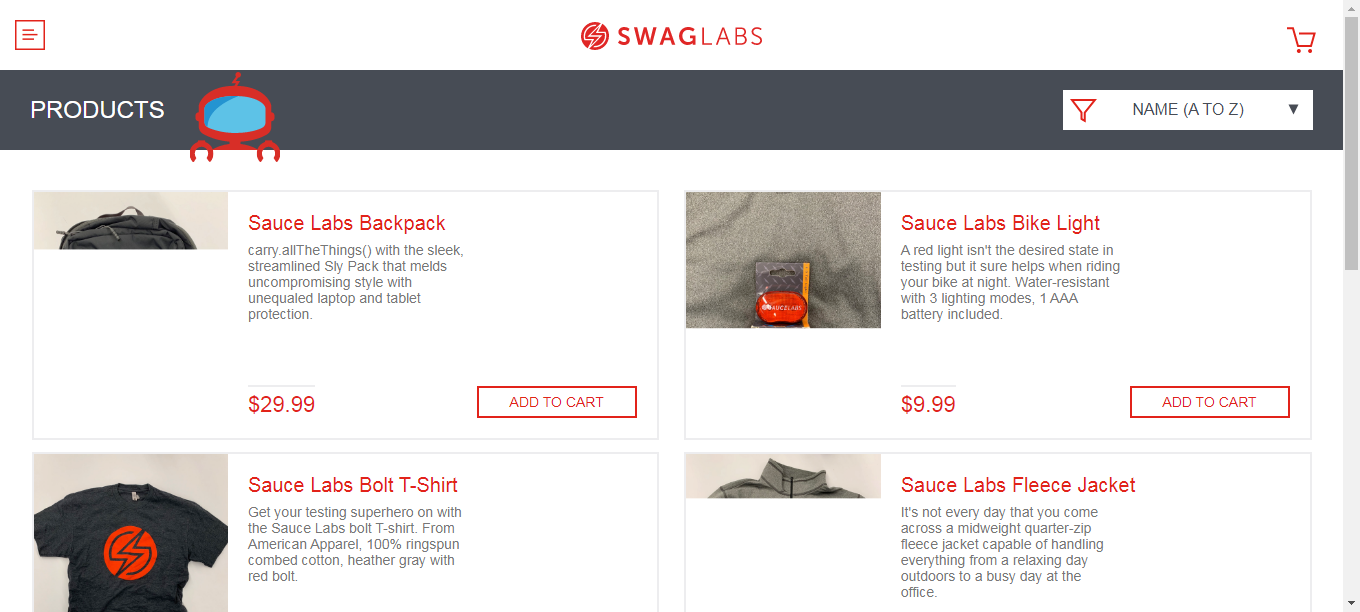 SWAGLABS
PRODUCTS
NAME (A TO Z)
Sauce Labs Backpack
carry.allTheThings() with the sleek,
streamlined Sly Pack that melds
uncompromising style with
unequaled laptop and tablet
protection.
$29.99
ADD TO CART
Sauce Labs Bike Light
A red light isn't the desired state in
testing but it sure helps when riding
your bike at night. Water-resistant
with 3 lighting modes, 1 AAA
battery included.
SAUCELABS
$9.99
ADD TO CART
Sauce Labs Bolt T-Shirt
Get your testing superhero on with
the Sauce Labs bolt T-shirt. From
American Apparel, 100% ringspun
combed cotton, heather gray with
red bolt.
Sauce Labs Fleece Jacket
It's not every day that you come
across a midweight quarter-zip
fleece jacket capable of handling
everything from a relaxing day
outdoors to a busy day at the
office.